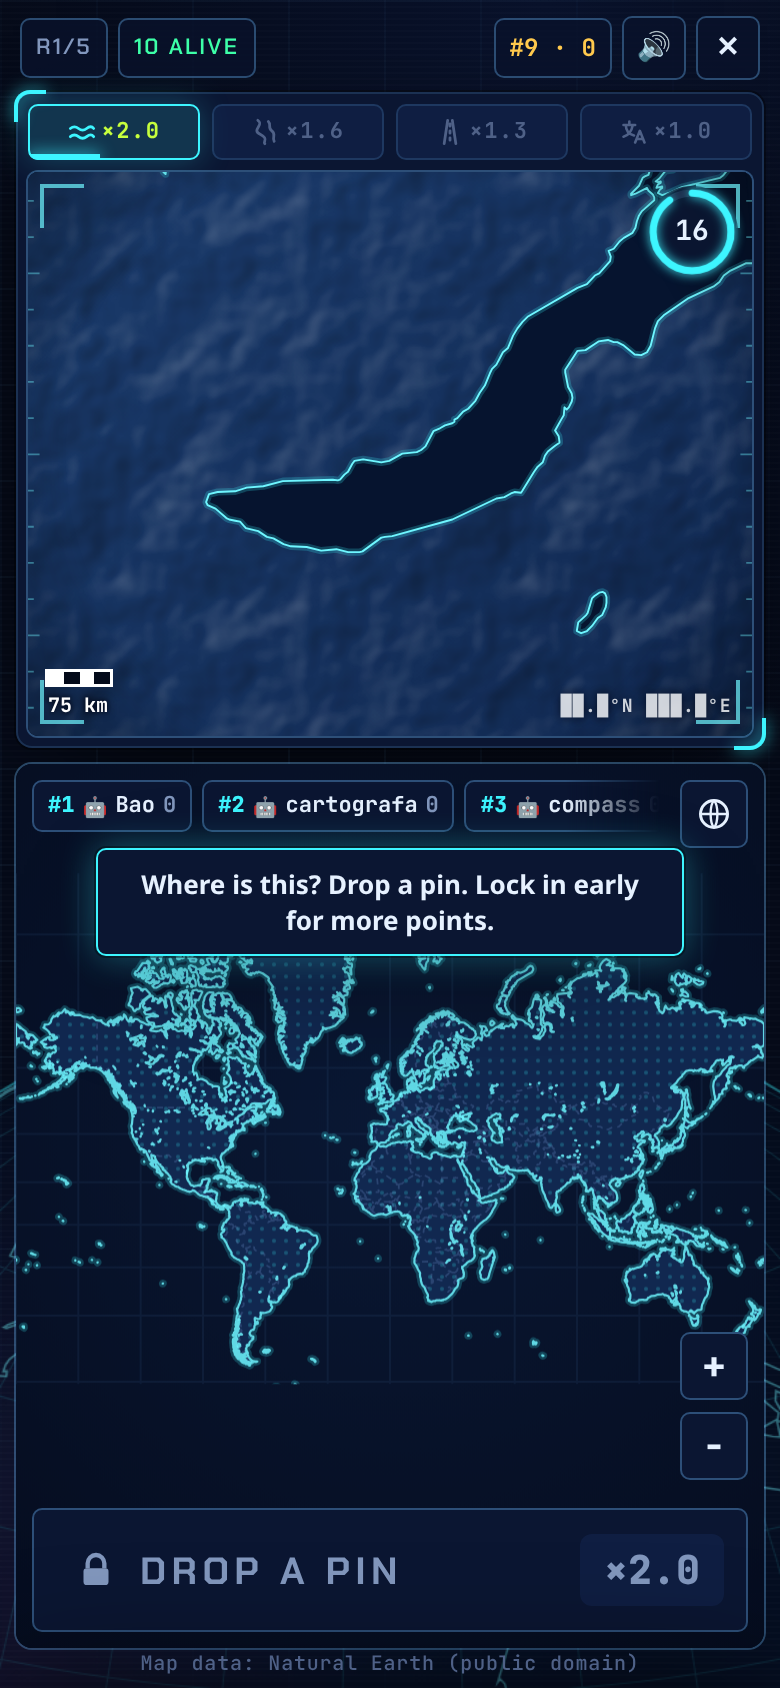 R1/5
10 ALIVE
#9 · 0
×2.0
×1.6
×1.3
×1.0
16
75 km
██.█°N ███.█°E
#1 Bao 0
#2 cartografa 0
#3 compass 0
Where is this? Drop a pin. Lock in early
for more points.
+
-
DROP A PIN
×2.0
Map data: Natural Earth (public domain)